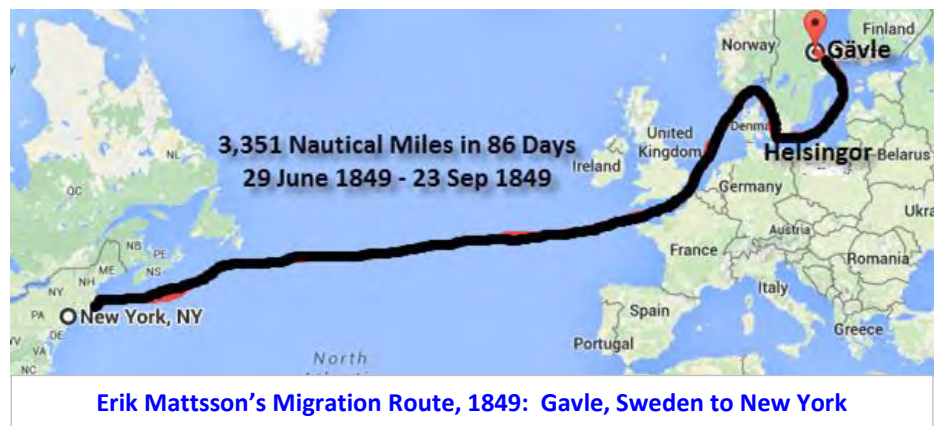 Norway
Finland
Gävle
3,351 Nautical Miles in 86 Days
29 June 1849 - 23 Sep 1849
United
Kingdom
Ireland
Denma
Helsingor
Belarus
NL
QC
Germany
Ukra
Austria
France
Romania
NB
PE
ME
NS
NH
NY
Italy
PA
New York, NY
Spain
DE
Portugal
Greece
VA
NC
North
Erik Mattsson's Migration Route, 1849: Gavle, Sweden to New York